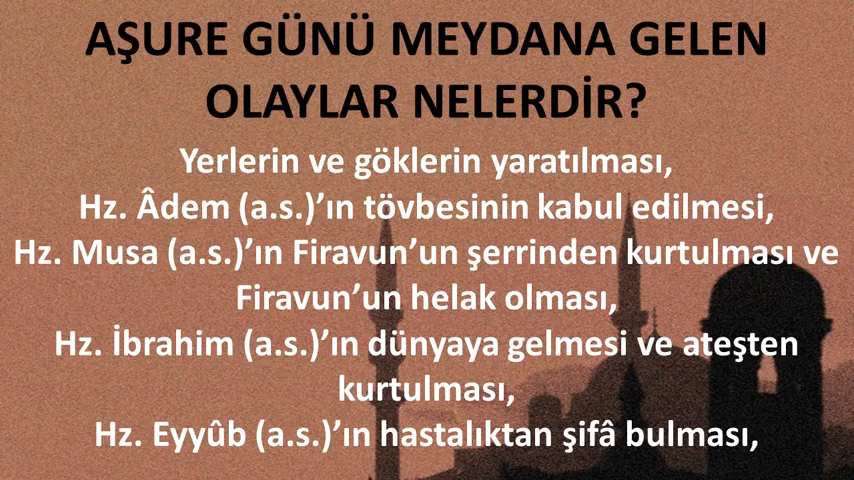 AŞURE GÜNÜ MEYDANA GELEN
OLAYLAR NELERDİR?
Yerlerin ve göklerin yaratılması,
Hz. Âdem (a.s.)’ın tövbesinin kabul edilmesi,
Hz. Musa (a.s.)’ın Firavun’un şerrinden kurtulması ve
Firavun’un helak olması,
Hz. İbrahim (a.s.)’ın dünyaya gelmesi ve ateşten
kurtulması,
Hz. Eyyûb (a.s.)’ın hastalıktan şifâ bulması,